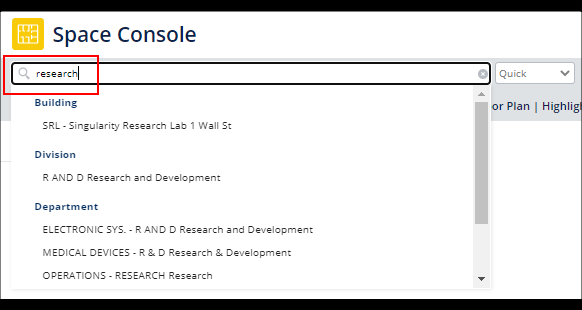 Space Console
research
Quick
or Plan | Highligh
Building
SRL - Singularity Research Lab 1 Wall St
Division
R AND D Research and Development
Department
ELECTRONIC SYS. - R AND D Research and Development
MEDICAL DEVICES - R & D Research & Development
OPERATIONS - RESEARCH Research